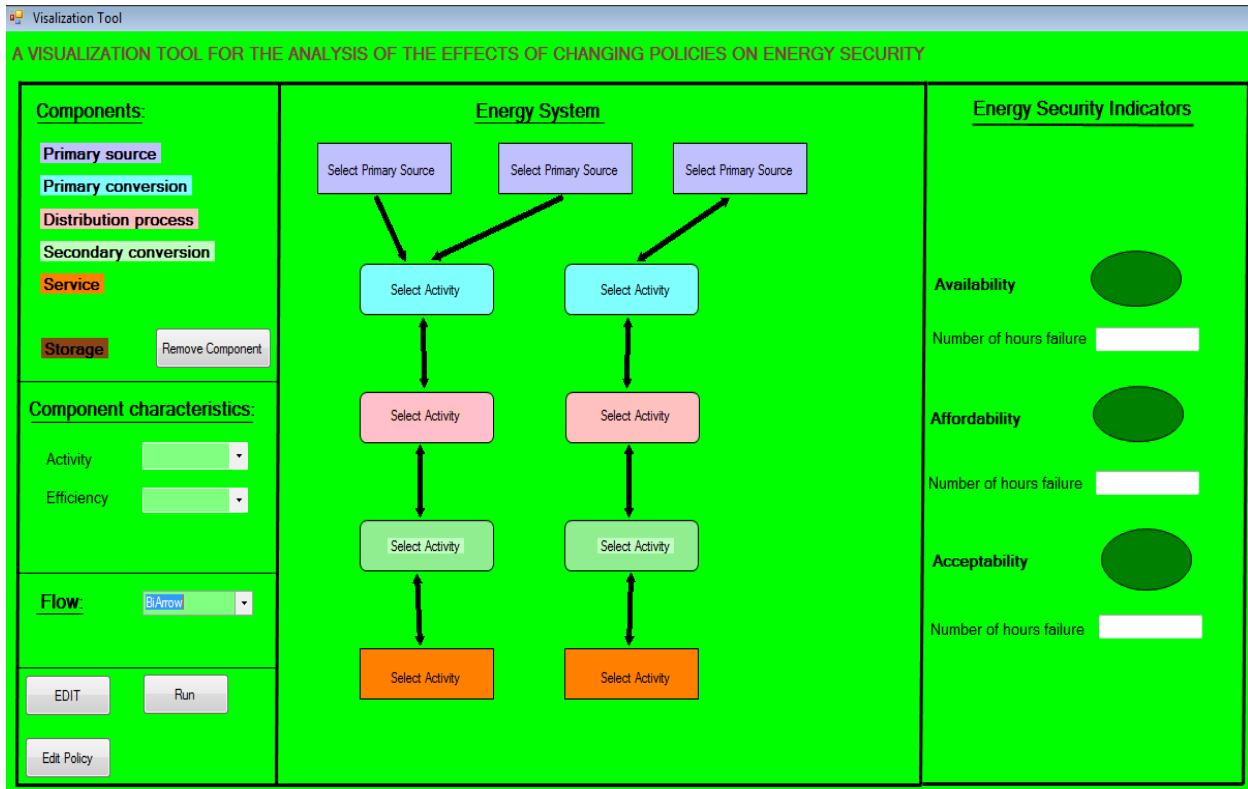 Visalization Tool
A VISUALIZATION TOOL FOR THE ANALYSIS OF THE EFFECTS OF CHANGING POLICIES ON ENERGY SECURITY
Components:
Primary source
Primary conversion
Distribution process
Secondary conversion
Service
Storage
Remove Component
Component characteristics:
Activity
Efficiency
Flow:
BiArrow
EDIT
Run
Edit Policy
Energy System
Select Primary Source
Select Primary Source
Select Primary Source
Select Activity
Select Activity
Select Activity
Select Activity
Select Activity
Select Activity
Select Activity
Select Activity
Energy Security Indicators
Availability
Number of hours failure
Affordability
Number of hours failure
Acceptability
Number of hours failure